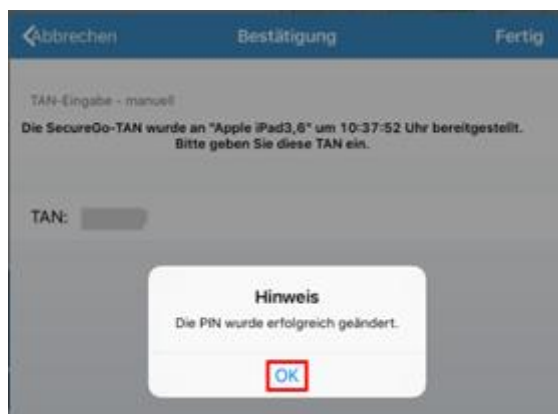 Abbrechen Bestätigung Fertig
TAN-Eingabe - manuell
Die SecureGo-TAN wurde an "Apple iPad3,6" um 10:37:52 Uhr bereitgestellt.
Bitte geben Sie diese TAN ein.
TAN:
Hinweis
Die PIN wurde erfolgreich geändert.
OK